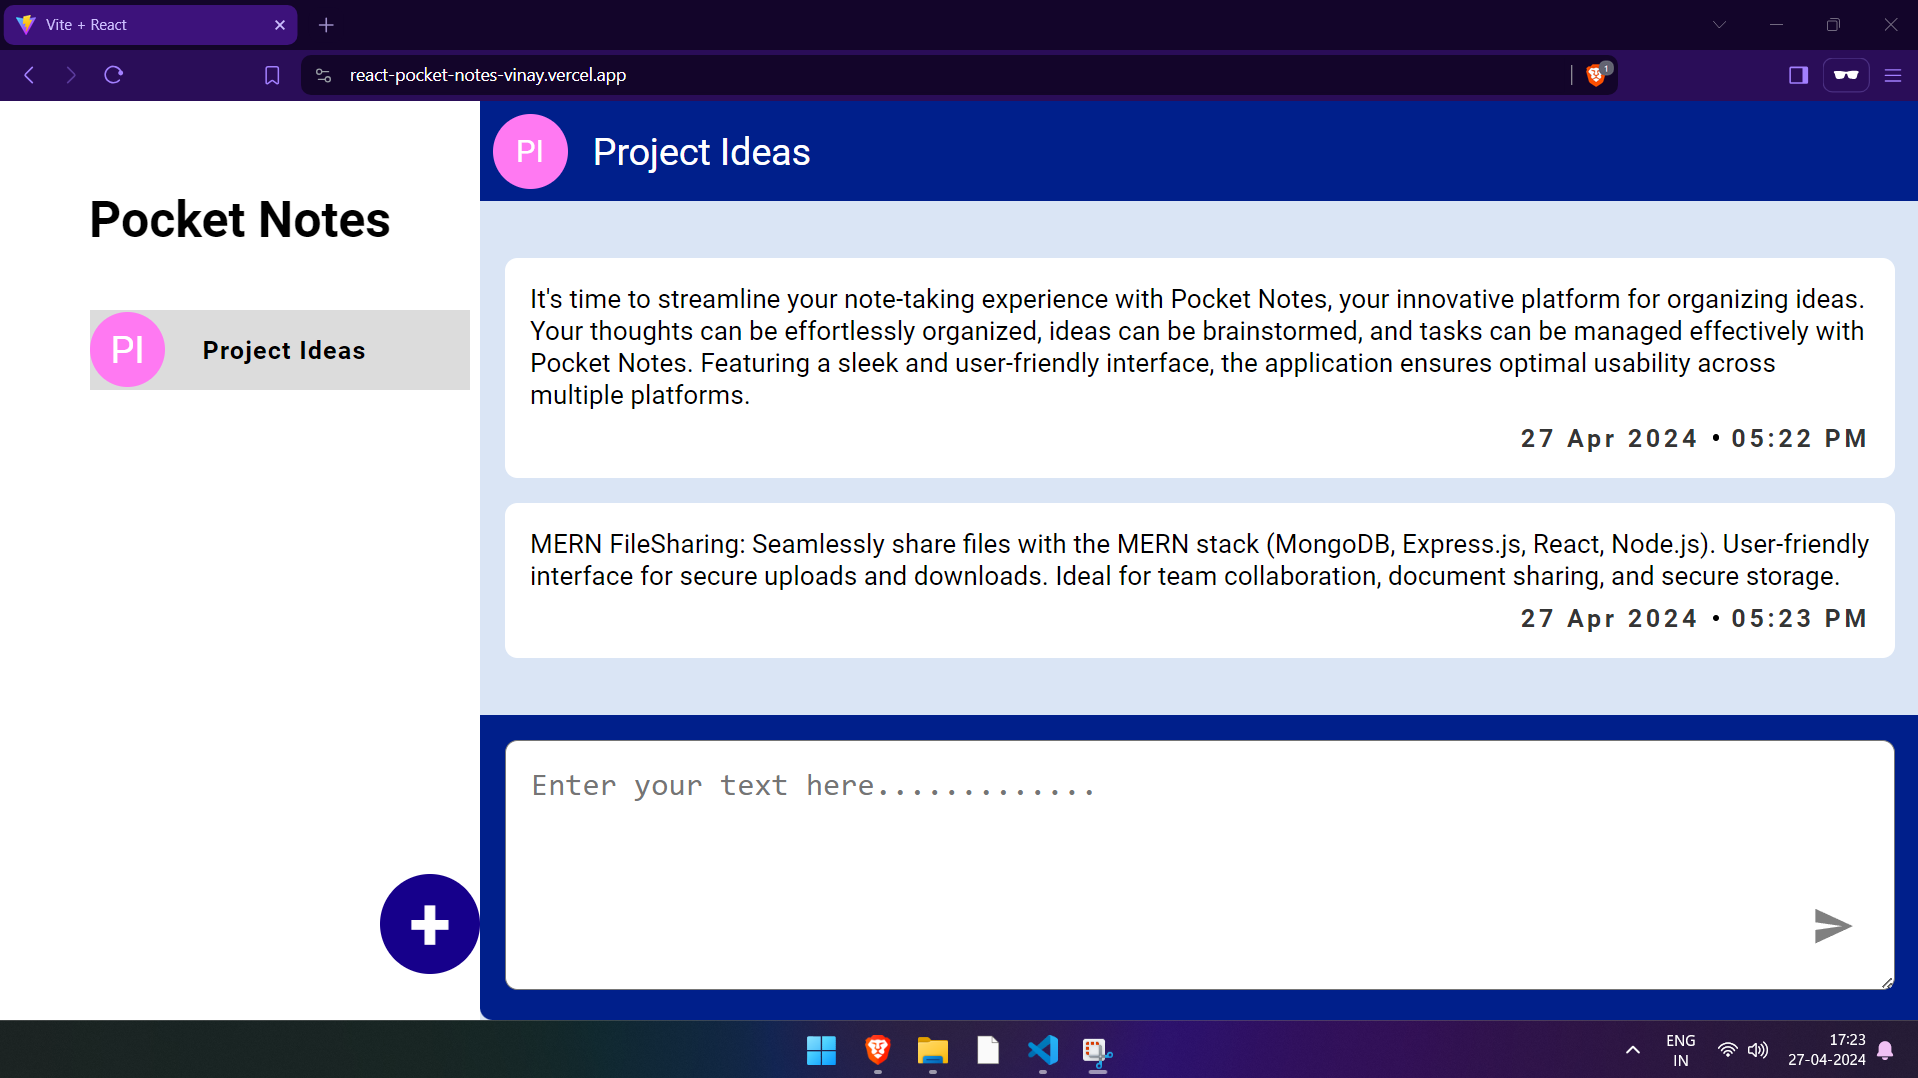 Vite + React
react-pocket-notes-vinay.vercel.app
1
Pocket Notes
PI
Project Ideas
PI
Project Ideas
It's time to streamline your note-taking experience with Pocket Notes, your innovative platform for organizing ideas.
Your thoughts can be effortlessly organized, ideas can be brainstormed, and tasks can be managed effectively with
Pocket Notes. Featuring a sleek and user-friendly interface, the application ensures optimal usability across
multiple platforms.
27 Apr 2024 • 05:22 PM
MERN FileSharing: Seamlessly share files with the MERN stack (MongoDB, Express.js, React, Node.js). User-friendly
interface for secure uploads and downloads. Ideal for team collaboration, document sharing, and secure storage.
27 Apr 2024 • 05:23 PM
Enter your text here.............
ENG
IN
17:23
27-04-2024